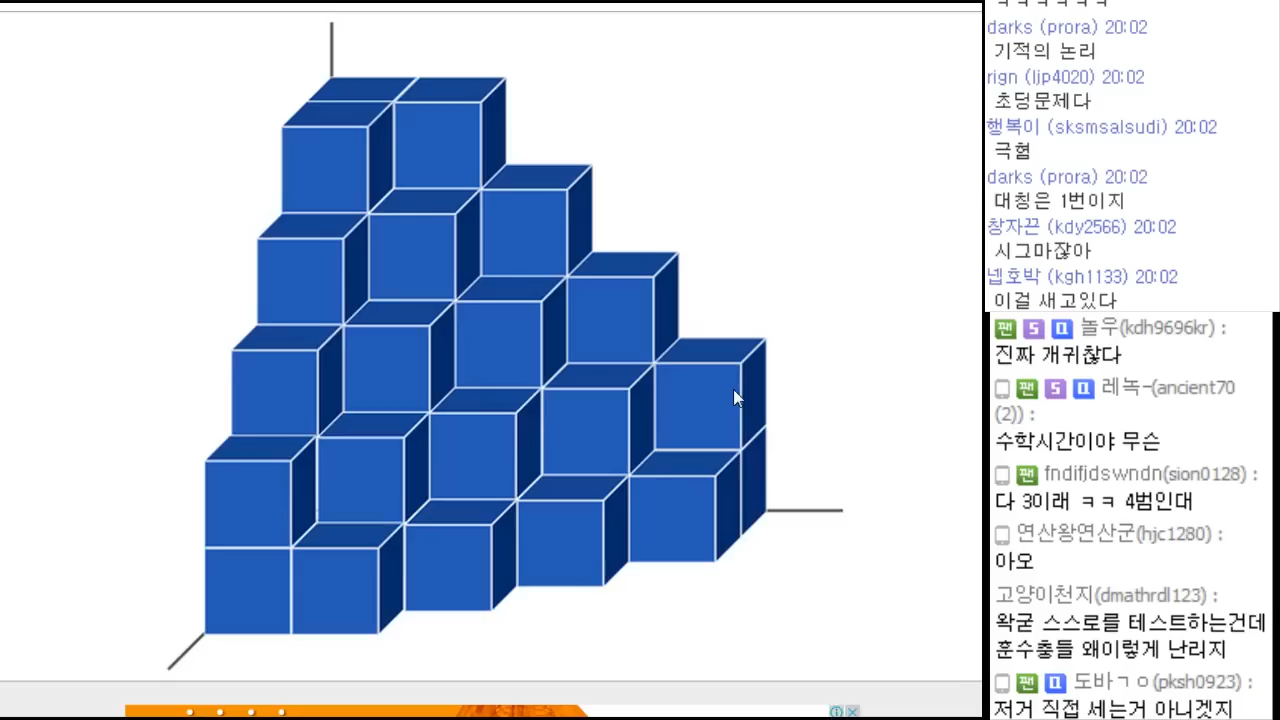 darks (prora) 20:02
기적의 논리
rign (ljp4020) 20:02
초딩문제다
행복이 (sksmsalsudi) 20:02
극혐
darks (prora) 20:02
대칭은 1번이지
창자끈 (kdy2566) 20:02
시그마잖아
넵호박 (kgh1133) 20:02
이걸 새고있다
팬 S 놀우(kdh9696kr) :
진짜 개귀찮다
팬 S 레녹-(ancient70
(2)) :
수학시간이야 무슨
팬 fndifjdswndn(sion0128) :
다 3이래 ㅋㅋ 4범인대
연산왕연산군(hjc1280) :
아오
고양이천지(dmathrdl123) :
왁굳 스스로를 테스트하는건데
훈수충들 왜이렇게 난리지
팬 도바ㄱㅇ(pksh0923) :
저거 직접 세는거 아니겟지